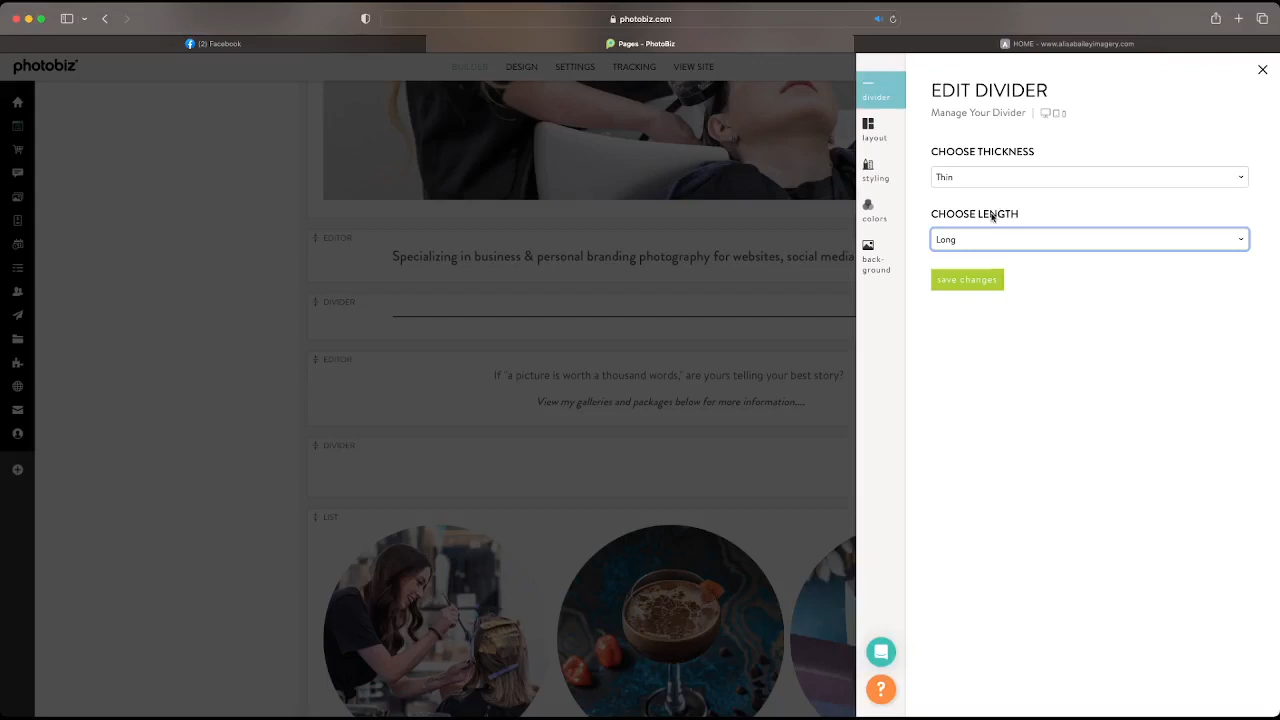 photobiz.com
(2) Facebook
Pages - PhotoBiz
HOME - www.alisabaileyimagery.com
photobiz
BUILDER
DESIGN
SETTINGS
TRACKING
VIEW SITE
EDITOR
Specializing in business & personal branding photography for websites, social media
DIVIDER
EDITOR
If "a picture is worth a thousand words," are yours telling your best story?
View my galleries and packages below for more information....
DIVIDER
LIST
divider
layout
styling
colors
back-
ground
EDIT DIVIDER
Manage Your Divider |
CHOOSE THICKNESS
Thin
CHOOSE LENGTH
Long
save changes
?